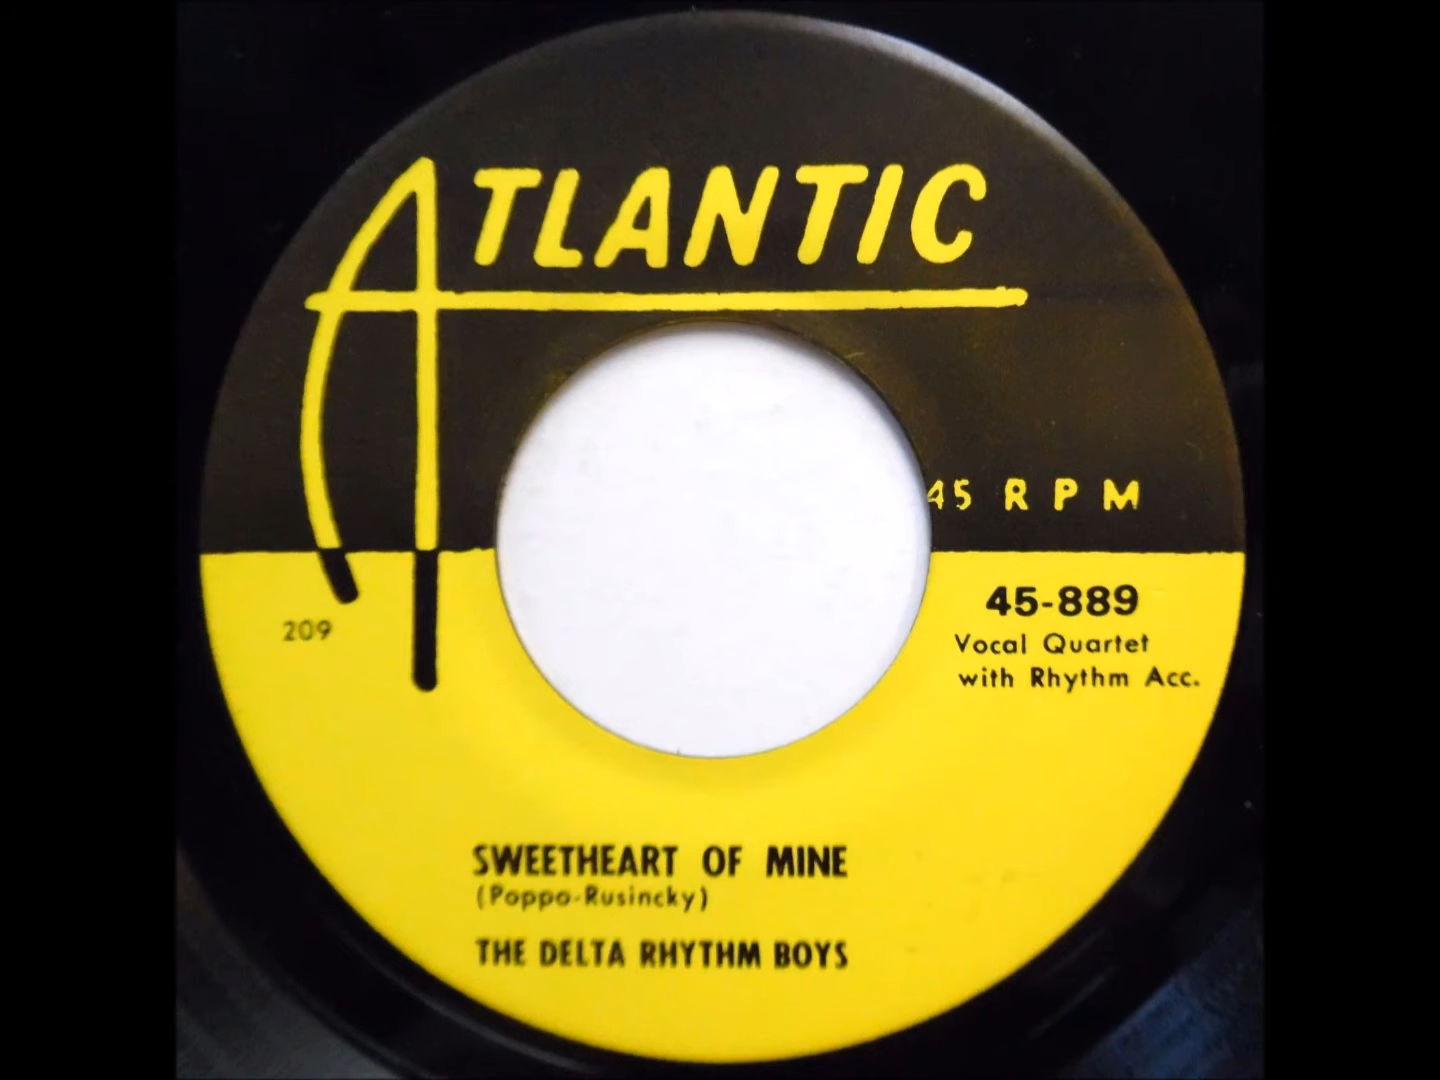 ATLANTIC
45 RPM
45-889
209
Vocal Quartet
with Rhythm Acc.
SWEETHEART OF MINE
(Poppo-Rusincky)
THE DELTA RHYTHM BOYS